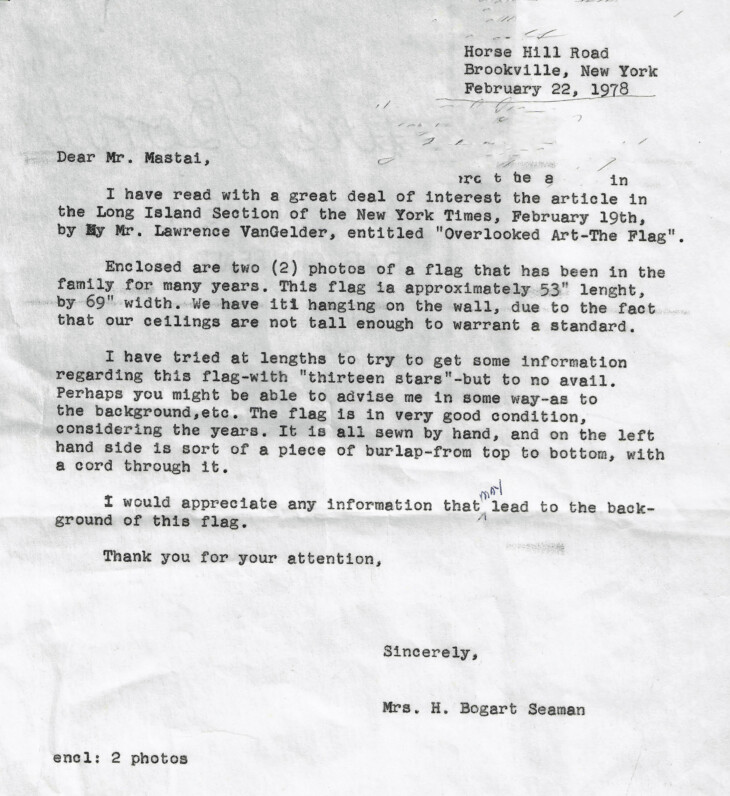 Horse Hill Road
Brookville, New York
February 22, 1978
Dear Mr. Mastai,
the a in
I have read with a great deal of interest the article in
the Long Island Section of the New York Times, February 19th,
by My Mr. Lawrence VanGelder, entitled "Overlooked Art-The Flag".
Enclosed are two (2) photos of a flag that has been in the
family for many years. This flag is approximately 53" lenght,
by 69" width. We have iti hanging on the wall, due to the fact
that our ceilings are not tall enough to warrant a standard.
I have tried at lengths to try to get some information
regarding this flag-with "thirteen stars"-but to no avail.
Perhaps you might be able to advise me in some way-as to
the background,etc. The flag is in very good condition,
considering the years. It is all sewn by hand, and on the left
hand side is sort of a piece of burlap-from top to bottom, with
a cord through it.
I would appreciate any information that may lead to the back-
ground of this flag.
Thank you for your attention,
Sincerely,
Mrs. H. Bogart Seaman
encl: 2 photos